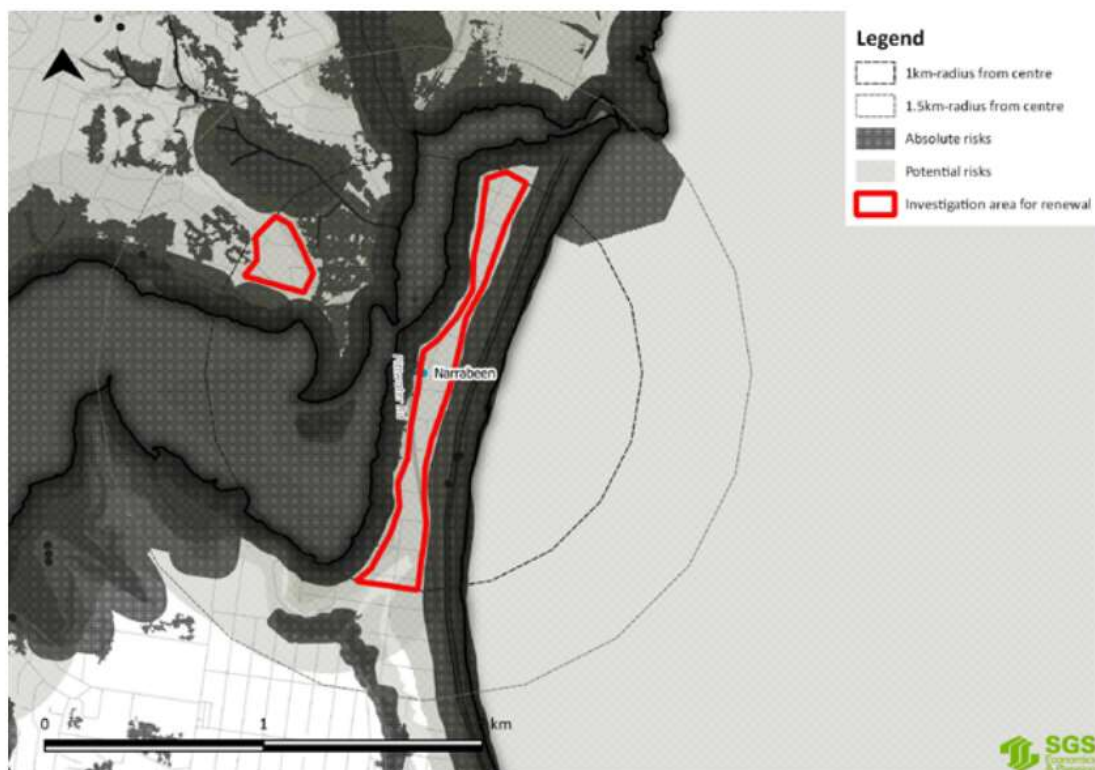 Legend
1km-radius from centre
1.5km-radius from centre
Absolute risks
Potential risks
Investigation area for renewal
Narrabeen
0 1 km
SGS
Economics